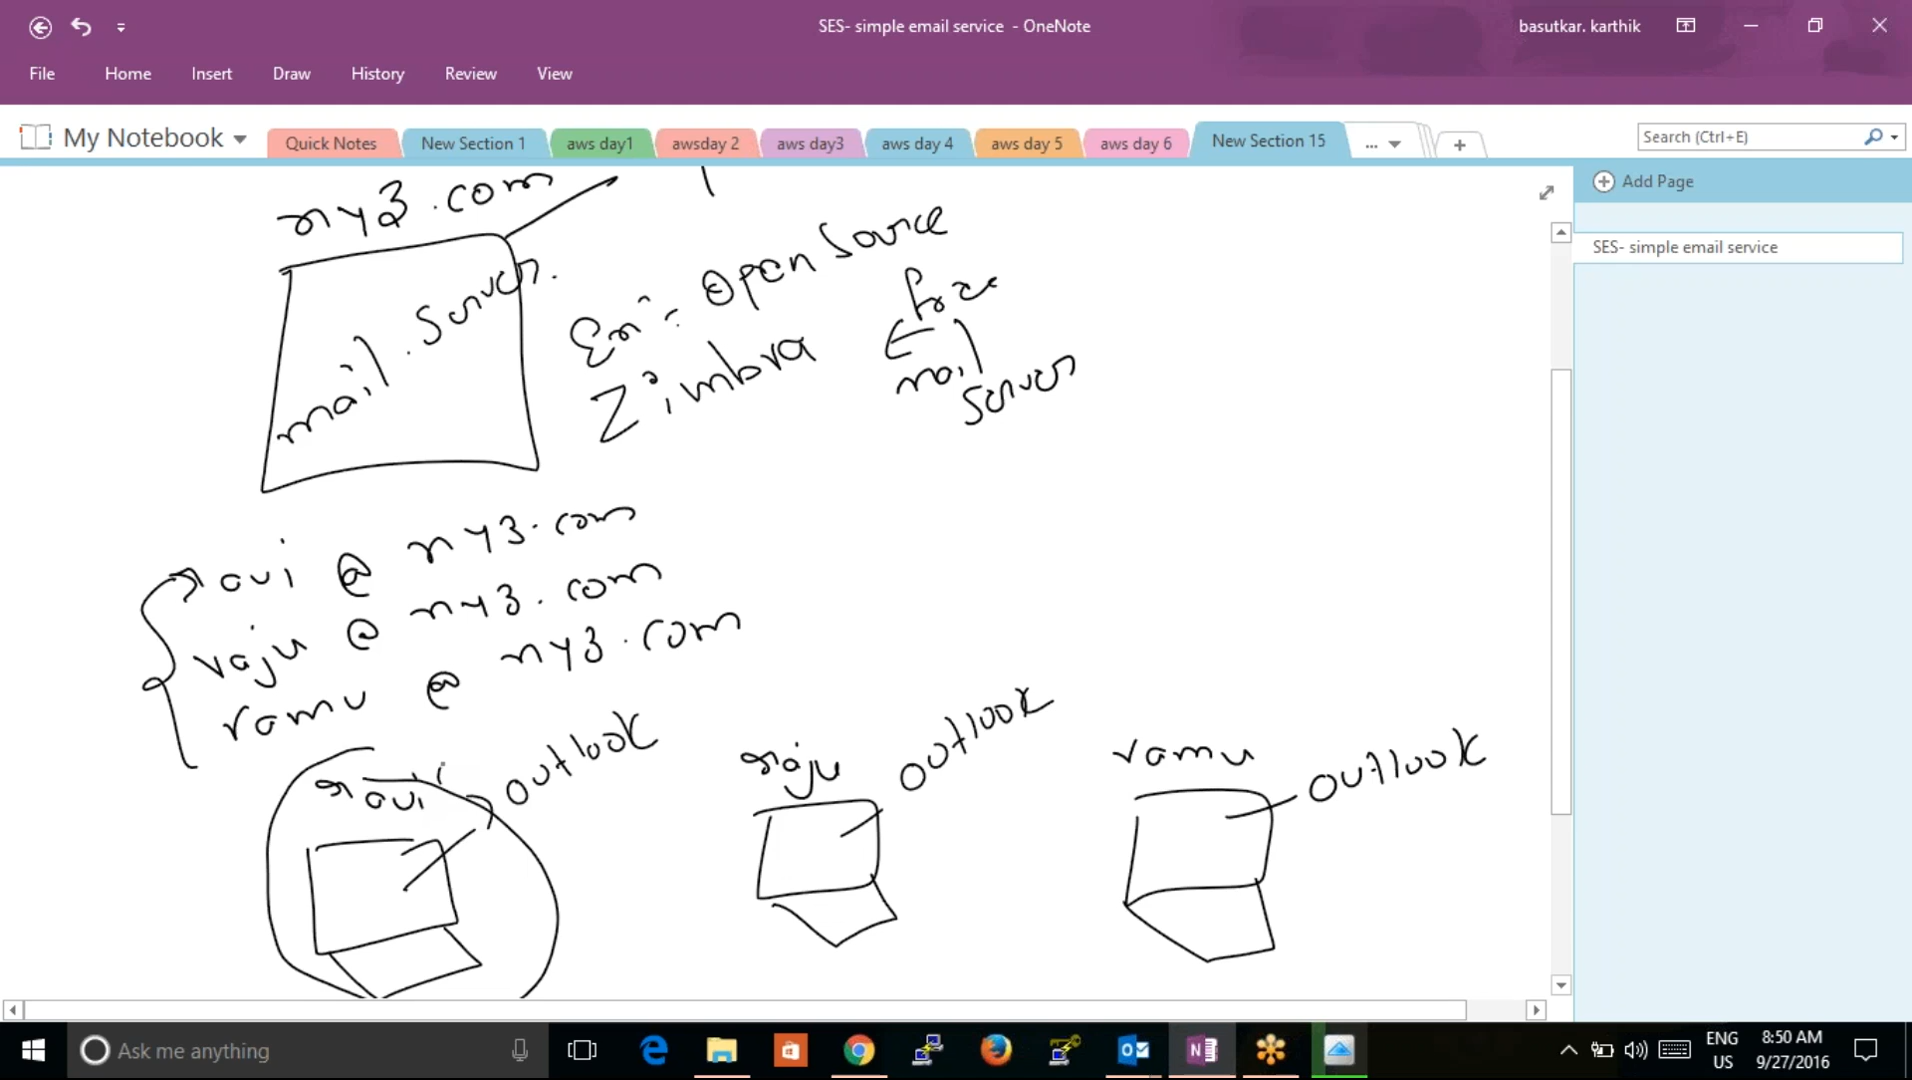 SES- simple email service - OneNote
basutkar. karthik
File Home Insert Draw History Review View
My Notebook
Quick Notes
New Section 1
aws day1
awsday 2
aws day3
aws day 4
aws day 5
aws day 6
New Section 15
...
Search (Ctrl+E)
Add Page
SES- simple email service
.com
mail.server.
Open Source
Zimbra
free
mail
server
ravi @ ny3.com
raju @ ny3.com
ramu @ ny3.com
ravi outlook
raju outlook
ramu outlook
Ask me anything
ENG
US
8:50 AM
9/27/2016